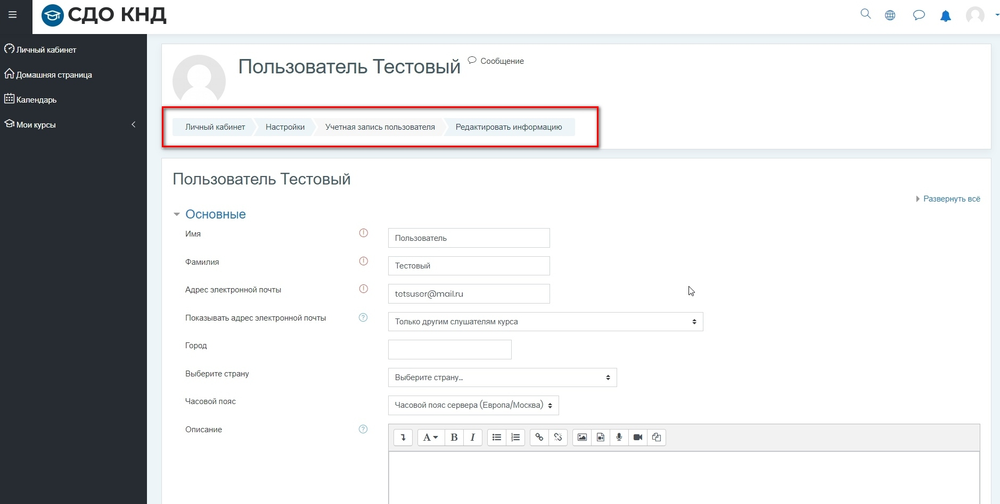 СДО КНД
Личный кабинет
Домашняя страница
Календарь
Мои курсы
Пользователь Тестовый
Сообщение
Личный кабинет
Настройки
Учетная запись пользователя
Редактировать информацию
Пользователь Тестовый
Развернуть всё
Основные
Имя
Пользователь
Фамилия
Тестовый
Адрес электронной почты
tetsuser@mail.ru
Показывать адрес электронной почты
Только другим слушателям курса
Город
Выберите страну
Выберите страну...
Часовой пояс
Часовой пояс сервера (Европа/Москва)
Описание
A B I